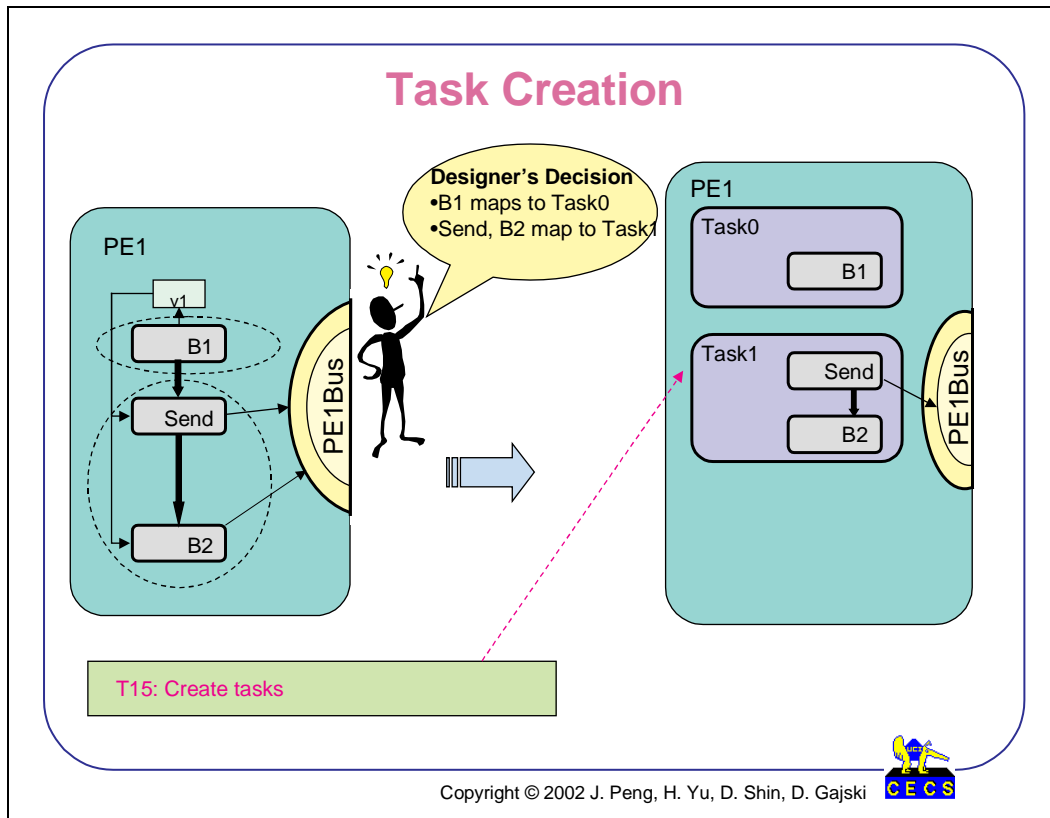 Task Creation
Designer's Decision
•B1 maps to Task0
•Send, B2 map to Task1
PE1
v1
B1
Send
B2
PE1Bus
PE1
Task0
B1
Task1
Send
B2
PE1Bus
T15: Create tasks
Copyright © 2002 J. Peng, H. Yu, D. Shin, D. Gajski
UCI
CECS